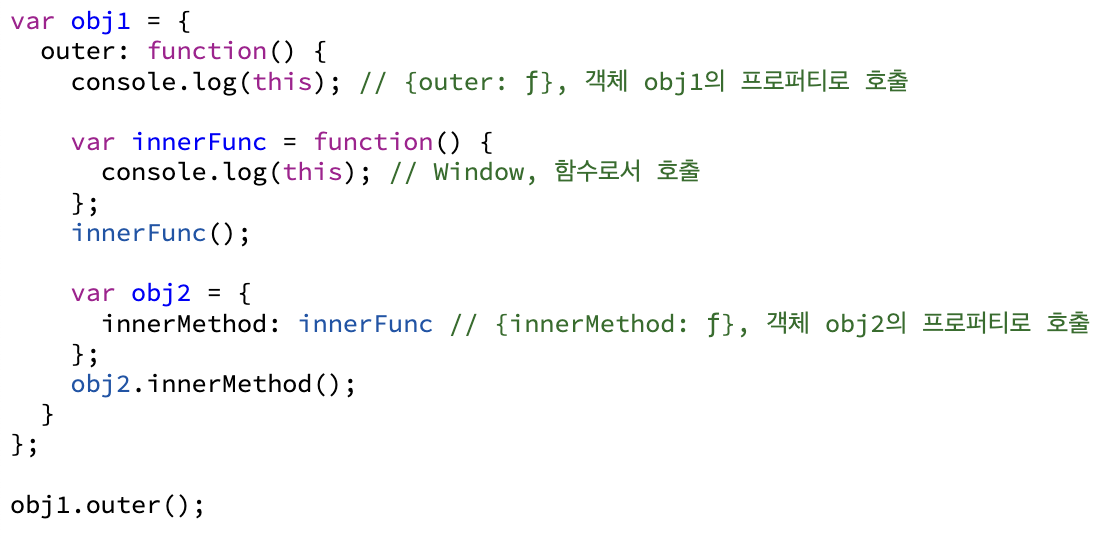 var obj1 = {
  outer: function() {
    console.log(this); // {outer: ƒ}, 객체 obj1의 프로퍼티로 호출

    var innerFunc = function() {
      console.log(this); // Window, 함수로서 호출
    };
    innerFunc();

    var obj2 = {
      innerMethod: innerFunc // {innerMethod: ƒ}, 객체 obj2의 프로퍼티로 호출
    };
    obj2.innerMethod();
  }
};

obj1.outer();